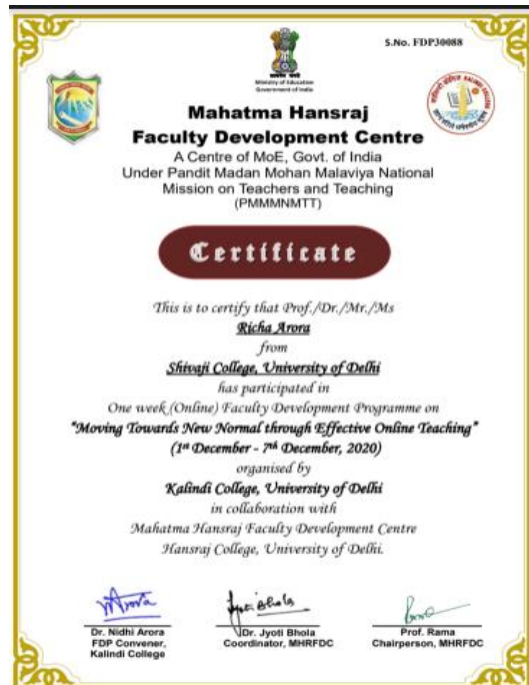 S.No. FDP30088
Ministry of Education
Government of India
Mahatma Hansraj
Faculty Development Centre
A Centre of MoE, Govt. of India
Under Pandit Madan Mohan Malaviya National
Mission on Teachers and Teaching
(PMMMNMTT)
Certificate
This is to certify that Prof./Dr./Mr./Ms
Richa Arora
from
Shivaji College, University of Delhi
has participated in
One week (Online) Faculty Development Programme on
"Moving Towards New Normal through Effective Online Teaching"
(1st December - 7th December, 2020)
organised by
Kalindi College, University of Delhi
in collaboration with
Mahatma Hansraj Faculty Development Centre
Hansraj College, University of Delhi.
Dr. Nidhi Arora
FDP Convener,
Kalindi College
Jyoti Bhola
Dr. Jyoti Bhola
Coordinator, MHRFDC
Prof. Rama
Chairperson, MHRFDC